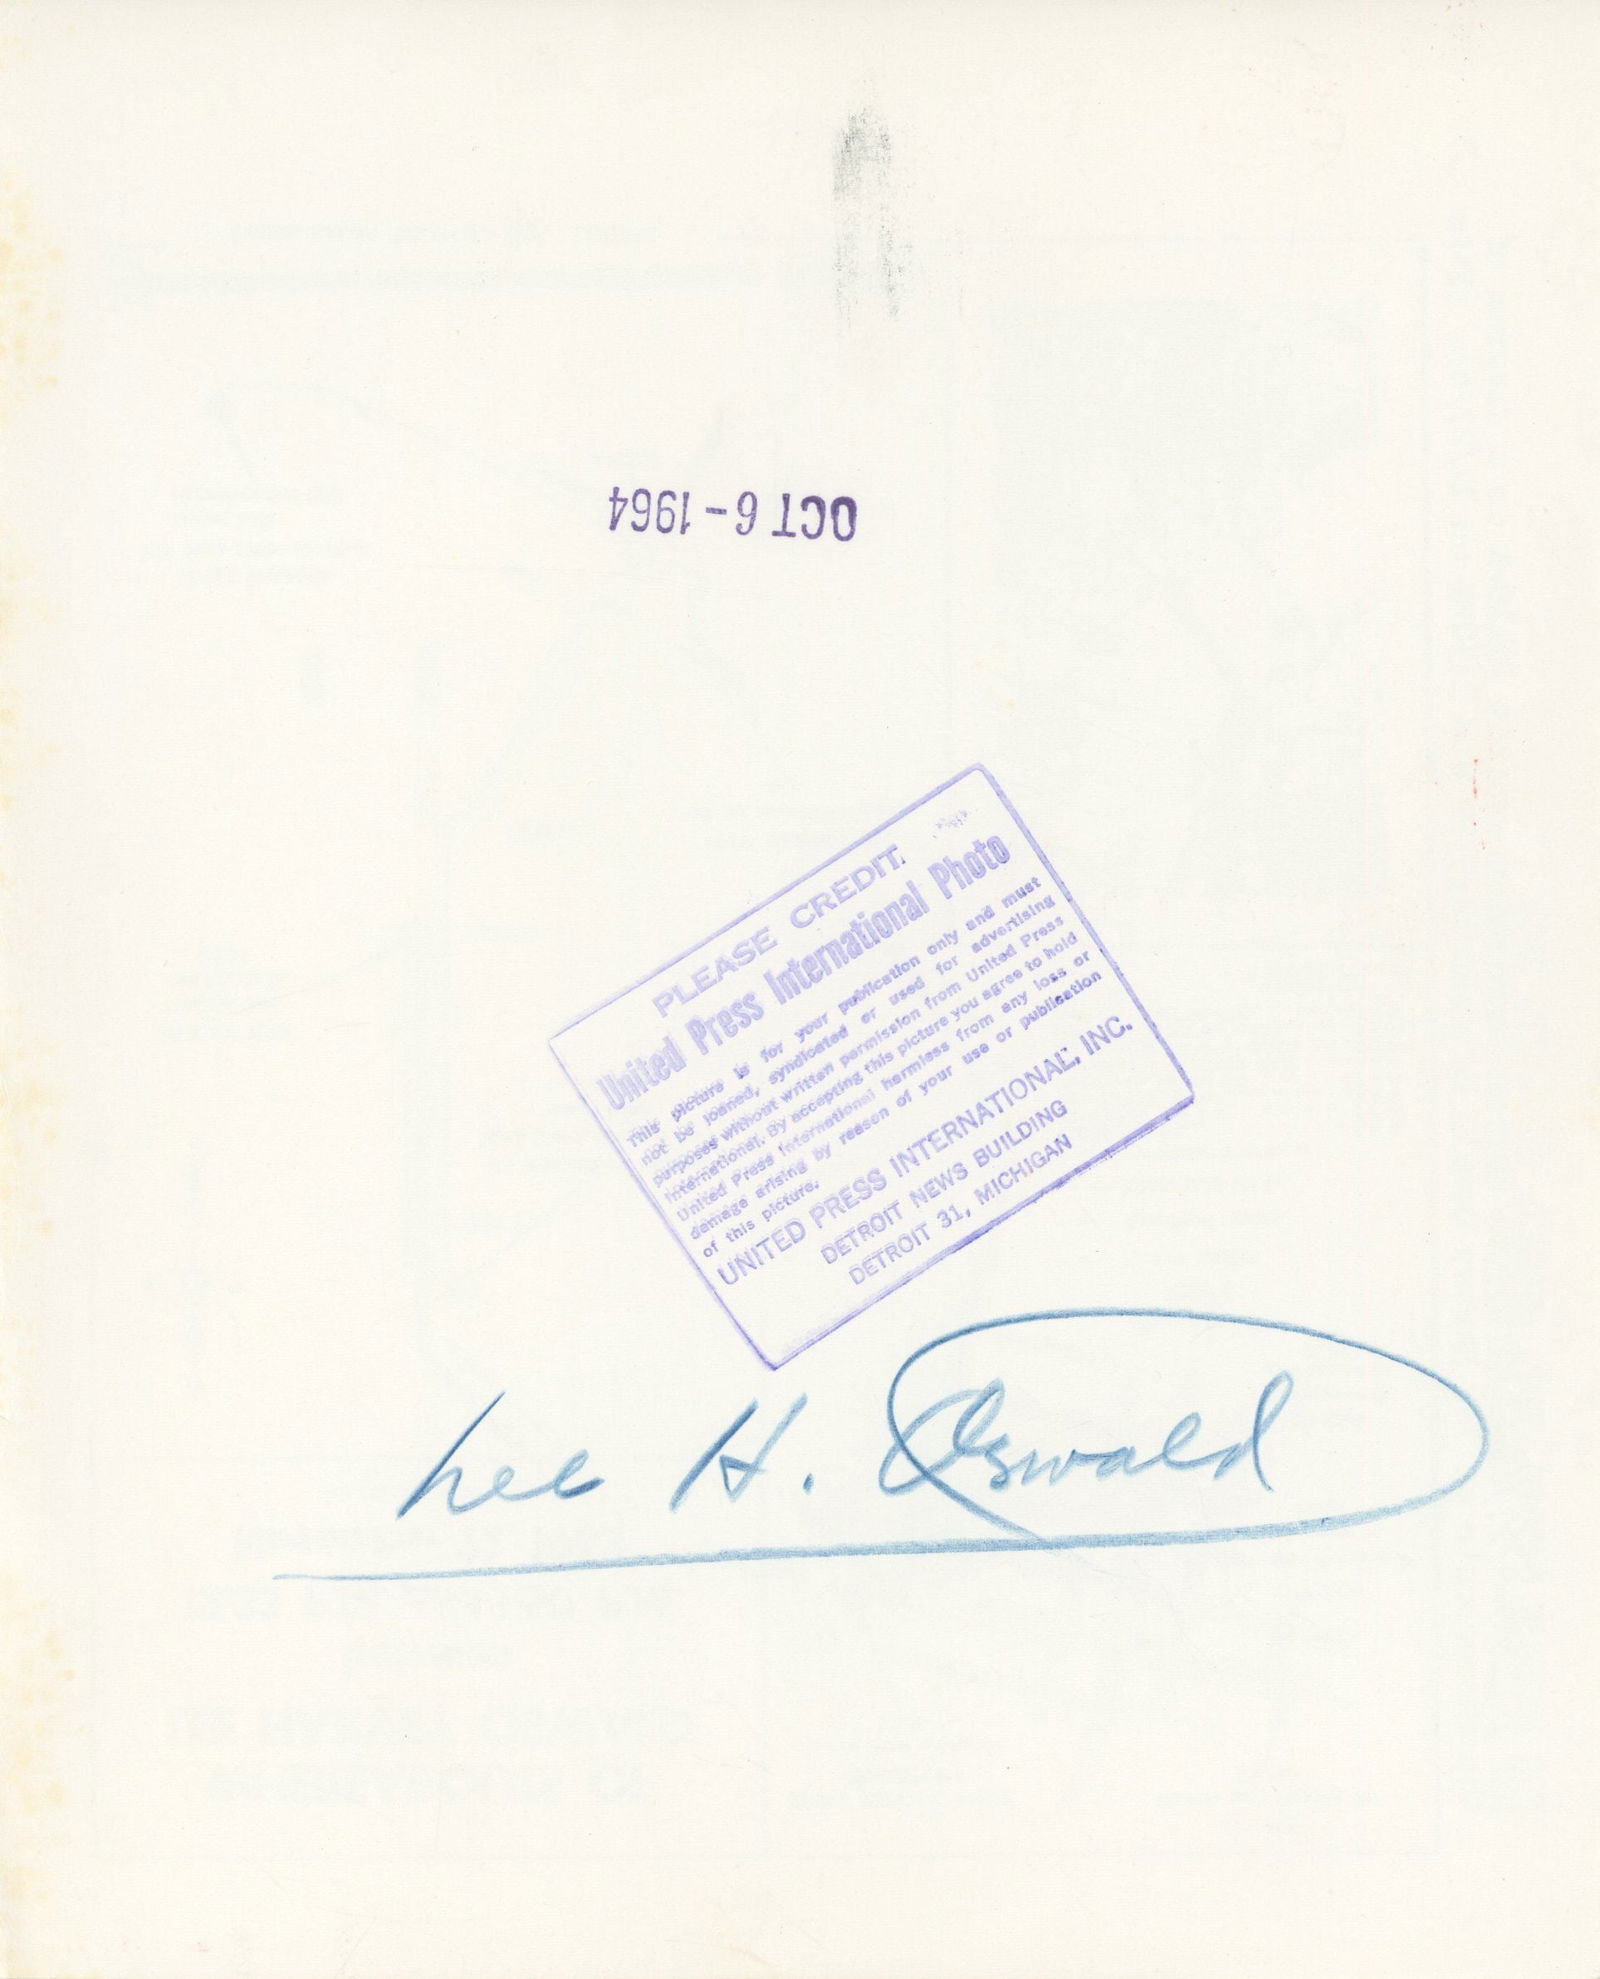 OCT 6-1964
PLEASE CREDIT.
United Press International Photo
This picture is for your publication only and must
not be loaned, syndicated or used for advertising
purposes without written permission from United Press
International. By accepting this picture you agree to hold
United Press International harmless from any loss or
damage arising by reason of your use or publication
of this picture.
UNITED PRESS INTERNATIONAL, INC.
DETROIT NEWS BUILDING
DETROIT 31, MICHIGAN
Lee H. Oswald